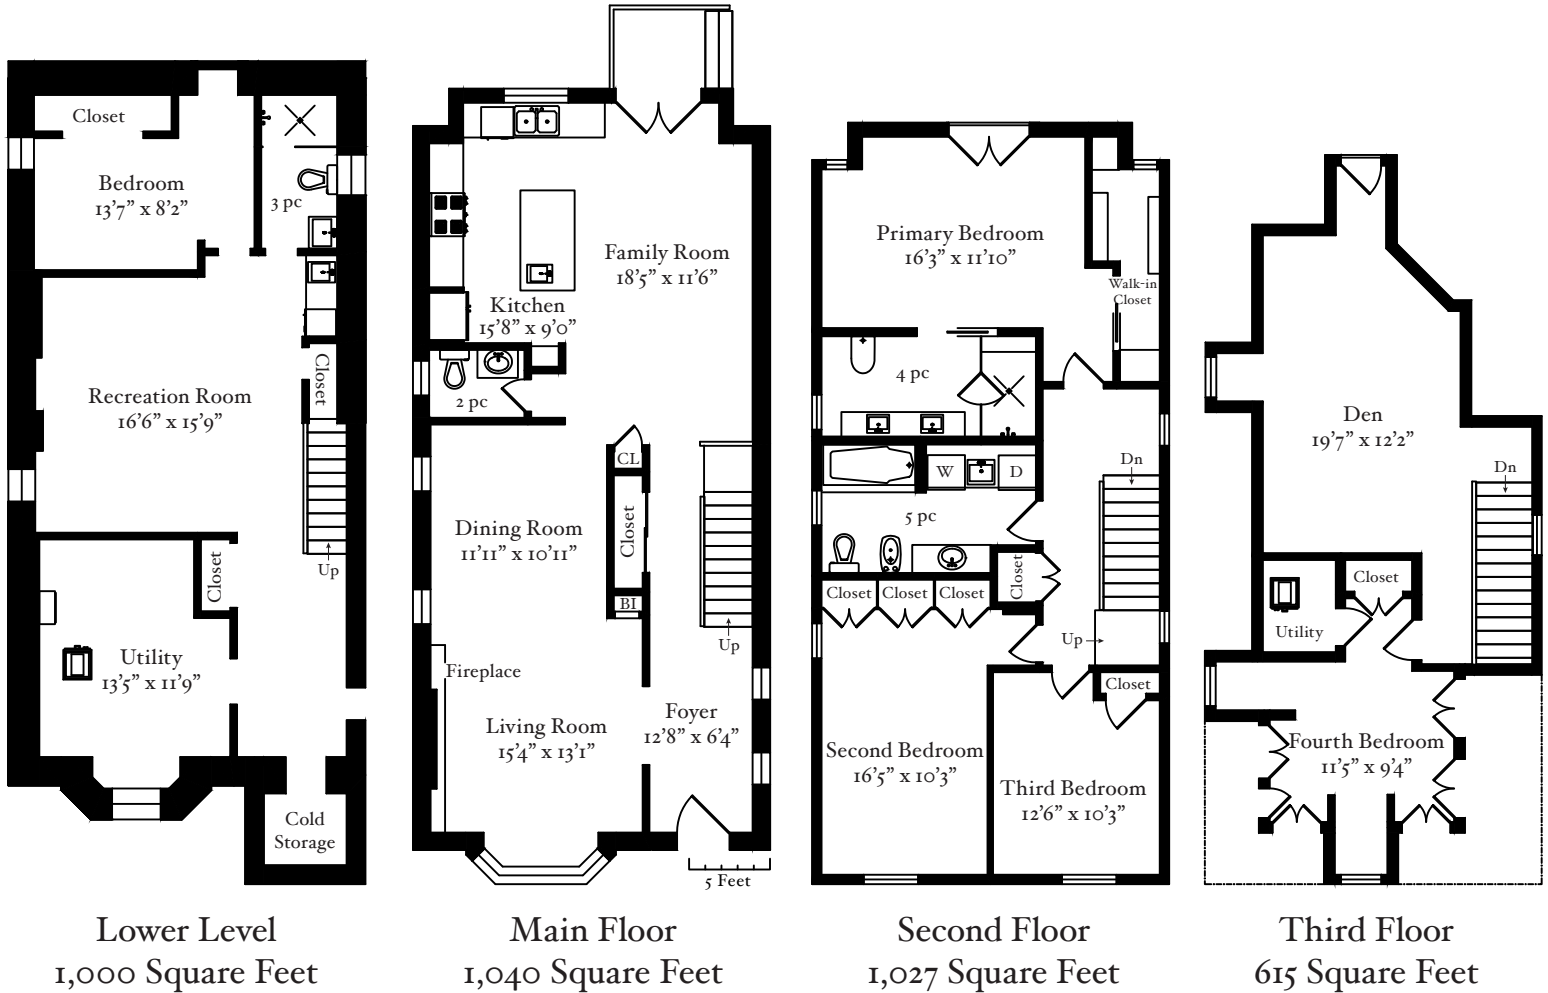 Closet
Bedroom
13’7” x 8’2”
3 pc
Closet
Recreation Room
16’6” x 15’9”
Up
Closet
Utility
13’5” x 11’9”
Cold
Storage
Lower Level
1,000 Square Feet
Family Room
18’5” x 11’6”
Kitchen
15’8” x 9’0”
2 pc
CL
Closet
Dining Room
11’11” x 10’11”
BI
Up
Fireplace
Living Room
15’4” x 13’1”
Foyer
12’8” x 6’4”
5 Feet
Main Floor
1,040 Square Feet
Primary Bedroom
16’3” x 11’10”
Walk-in
Closet
4 pc
W
D
Dn
5 pc
Closet
Closet
Closet
Closet
Up
Closet
Second Bedroom
16’5” x 10’3”
Third Bedroom
12’6” x 10’3”
Second Floor
1,027 Square Feet
Den
19’7” x 12’2”
Dn
Closet
Utility
Fourth Bedroom
11’5” x 9’4”
Third Floor
615 Square Feet